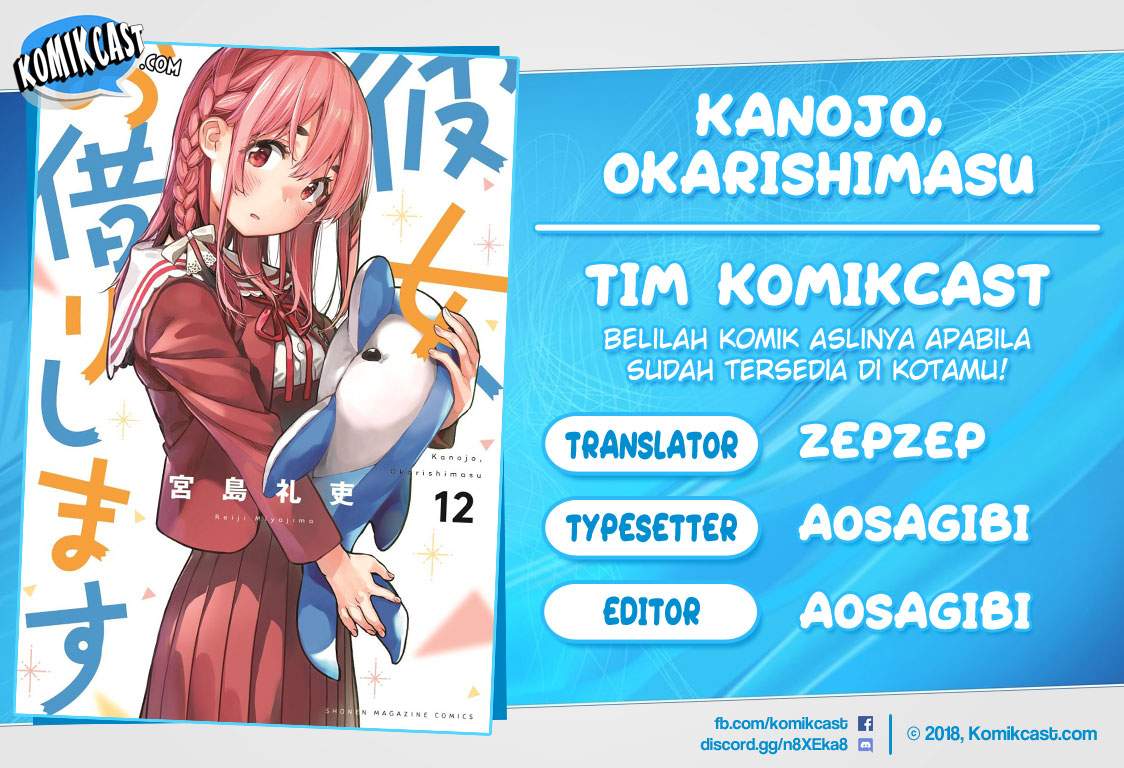 KOMIKCAST
.COM
彼女、
お借りします
Kanojo,
Okarishimasu
宮島礼吏
Reiji Miyajima
12
SHONEN MAGAZINE COMICS
KANOJO,
OKARISHIMASU
TIM KOMIKCAST
BELILAH KOMIK ASLINYA APABILA
SUDAH TERSEDIA DI KOTAMU!
TRANSLATOR ZEPZEP
TYPESETTER AOSAGIBI
EDITOR AOSAGIBI
fb.com/komikcast
discord.gg/n8XEka8
© 2018, Komikcast.com